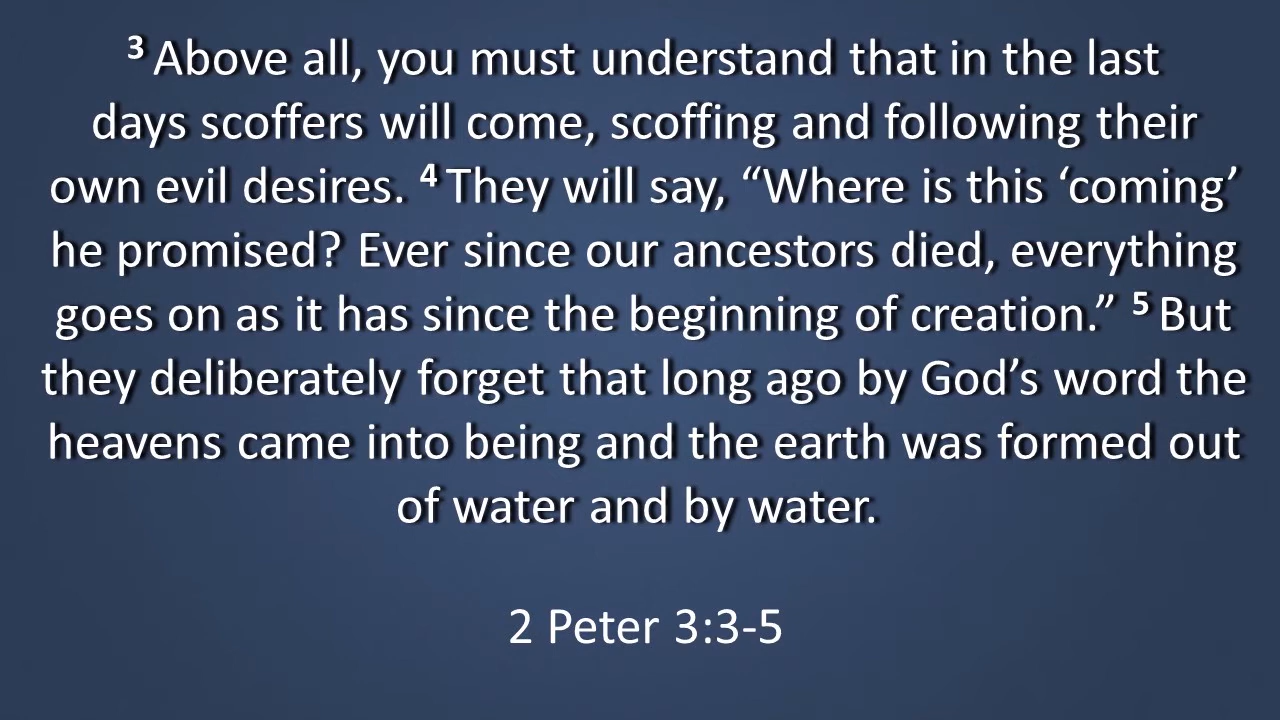 ³ Above all, you must understand that in the last
days scoffers will come, scoffing and following their
own evil desires. ⁴ They will say, “Where is this ‘coming’
he promised? Ever since our ancestors died, everything
goes on as it has since the beginning of creation.” ⁵ But
they deliberately forget that long ago by God’s word the
heavens came into being and the earth was formed out
of water and by water.
2 Peter 3:3-5